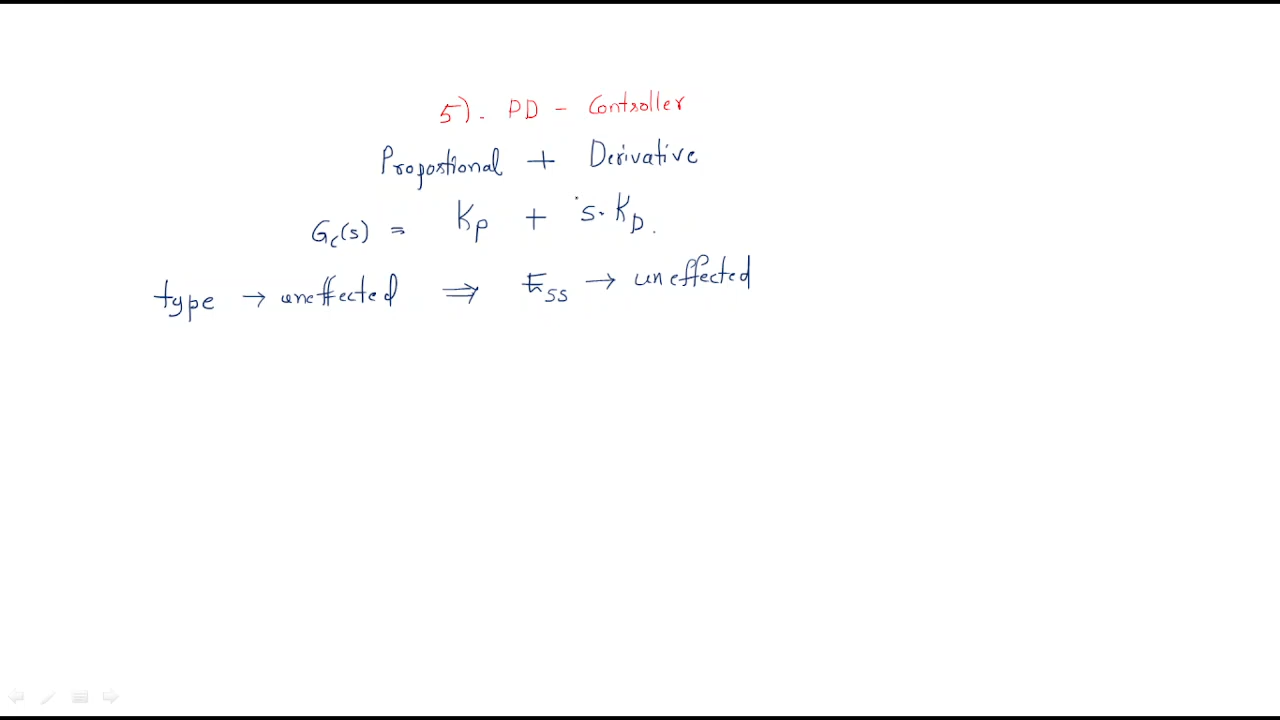 5). PD - Controller
Proportional + Derivative
Gc(s) = Kp + s. KD.
type → uneffected ⇒ Ess → uneffected